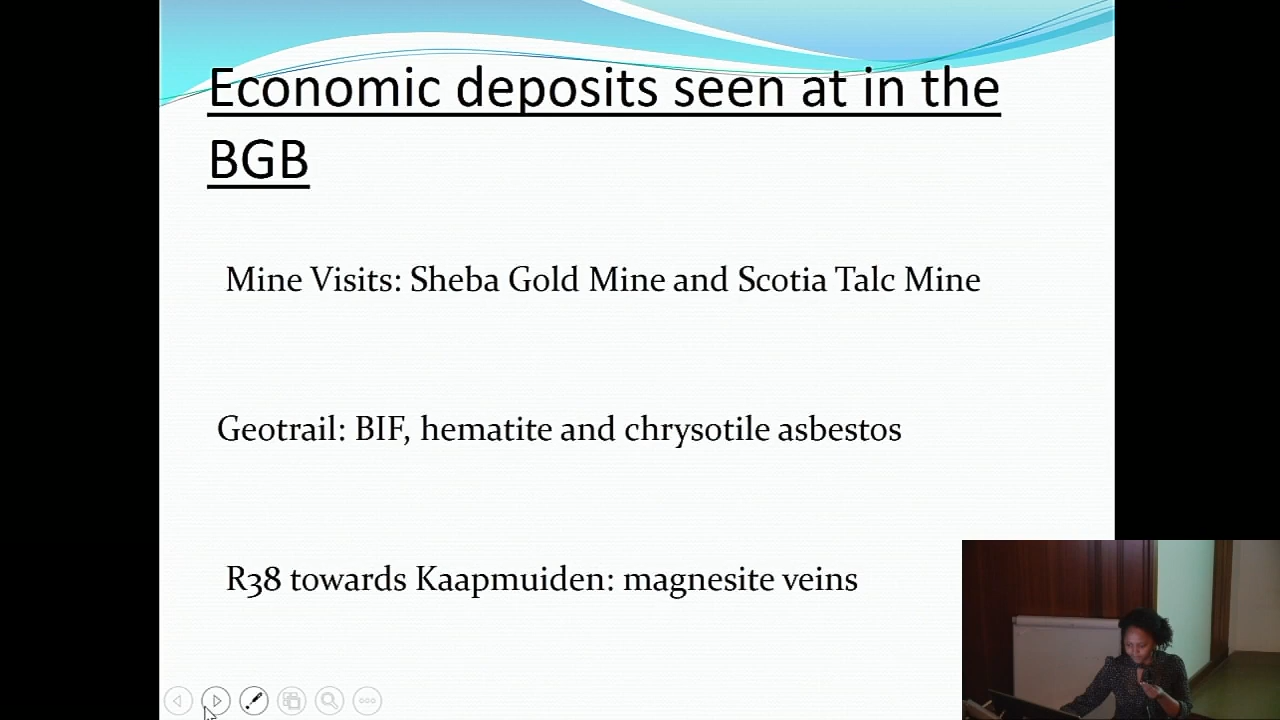 Economic deposits seen at in the
BGB
Mine Visits: Sheba Gold Mine and Scotia Talc Mine
Geotrail: BIF, hematite and chrysotile asbestos
R38 towards Kaapmuiden: magnesite veins